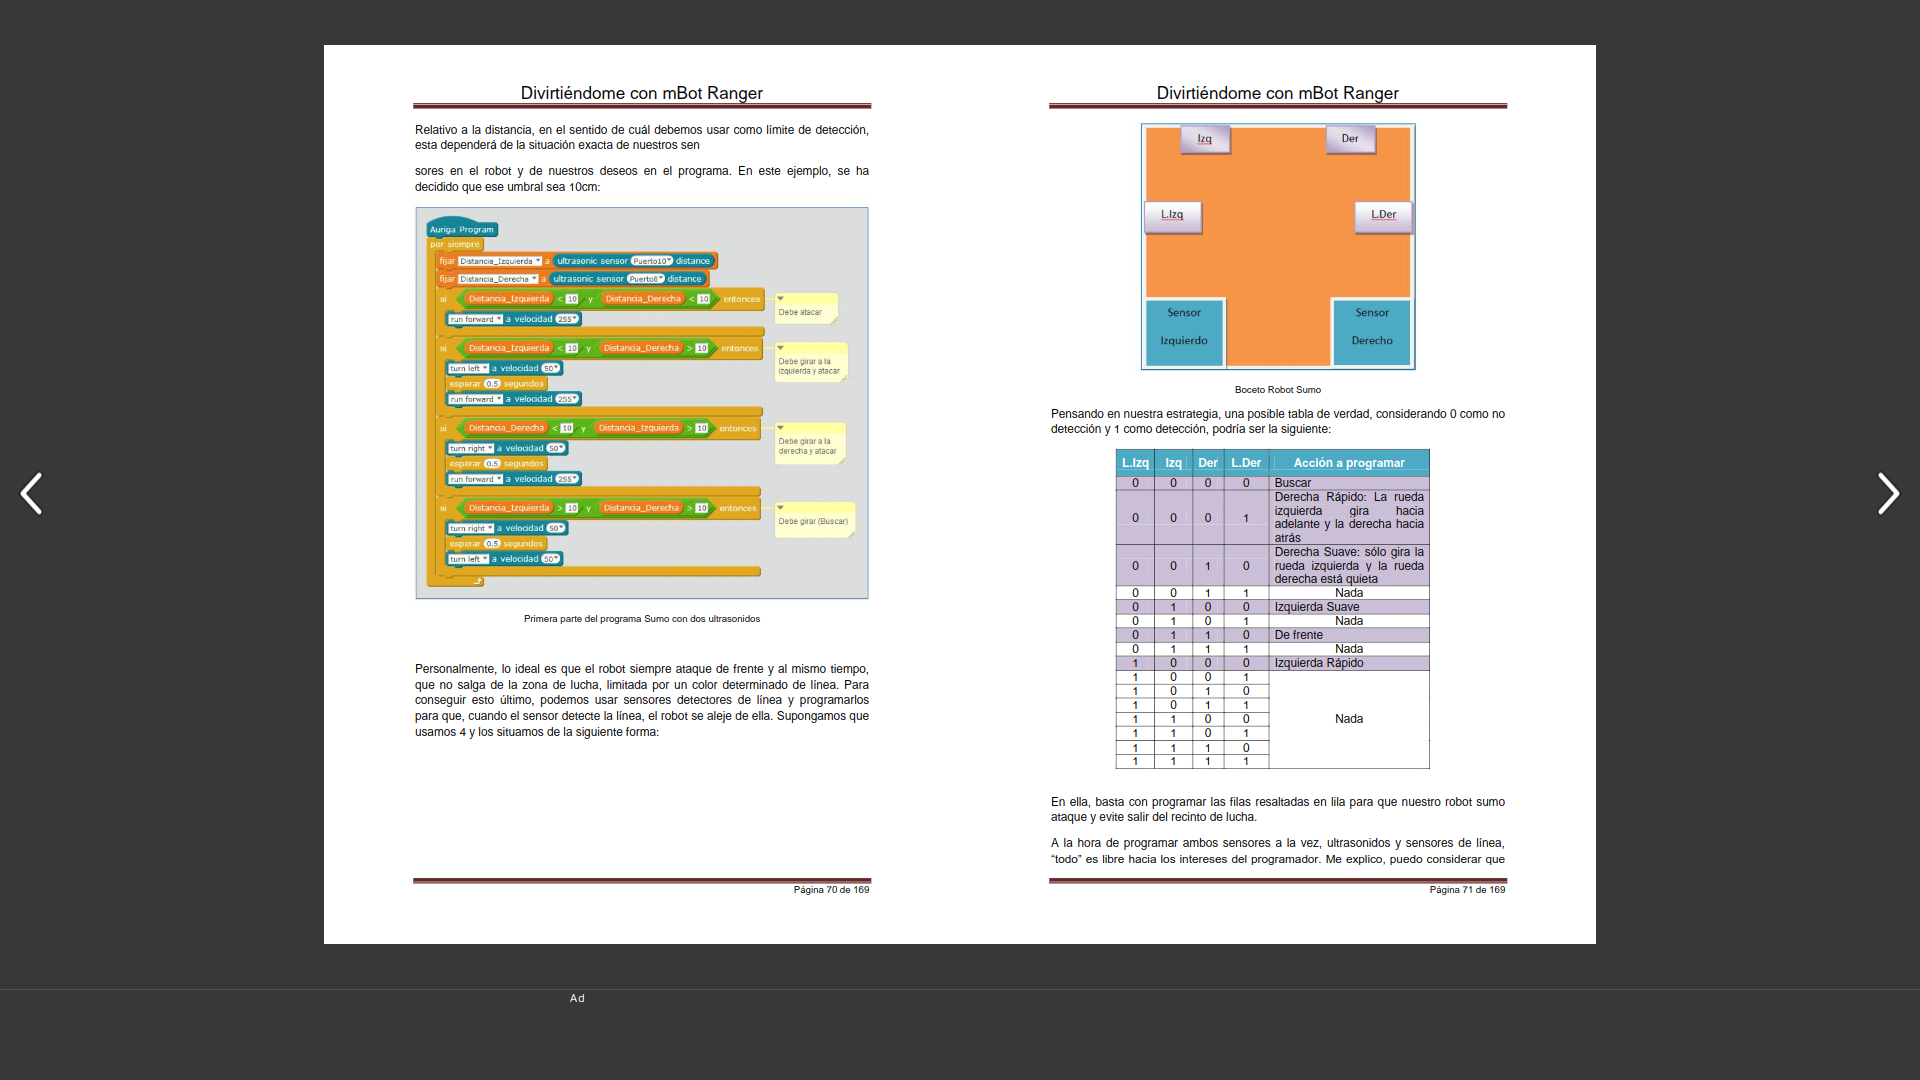 Divirtiéndome con mBot Ranger
Relativo a la distancia, en el sentido de cuál debemos usar como límite de detección,
esta dependerá de la situación exacta de nuestros sen
sores en el robot y de nuestros deseos en el programa. En este ejemplo, se ha
decidido que ese umbral sea 10cm:
Auriga Program
por siempre
fijar Distancia_Izquierda a ultrasonic sensor Puerto10 distance
fijar Distancia_Derecha a ultrasonic sensor Puerto8 distance
si Distancia_Izquierda < 10 y Distancia_Derecha < 10 entonces
Debe atacar
run forward a velocidad 255
si Distancia_Izquierda < 10 y Distancia_Derecha > 10 entonces
Debe girar a la
izquierda y atacar
turn left a velocidad 50
esperar 0.5 segundos
run forward a velocidad 255
si Distancia_Derecha < 10 y Distancia_Izquierda > 10 entonces
Debe girar a la
derecha y atacar
turn right a velocidad 50
esperar 0.5 segundos
run forward a velocidad 255
si Distancia_Izquierda > 10 y Distancia_Derecha > 10 entonces
Debe girar (Buscar)
turn right a velocidad 50
esperar 0.5 segundos
turn left a velocidad 50
Primera parte del programa Sumo con dos ultrasonidos
Personalmente, lo ideal es que el robot siempre ataque de frente y al mismo tiempo,
que no salga de la zona de lucha, limitada por un color determinado de línea. Para
conseguir esto último, podemos usar sensores detectores de línea y programarlos
para que, cuando el sensor detecte la línea, el robot se aleje de ella. Supongamos que
usamos 4 y los situamos de la siguiente forma:
Página 70 de 169
Divirtiéndome con mBot Ranger
Izq Der
L.Izq L.Der
Sensor Sensor
Izquierdo Derecho
Boceto Robot Sumo
Pensando en nuestra estrategia, una posible tabla de verdad, considerando 0 como no
detección y 1 como detección, podría ser la siguiente:
L.Izq Izq Der L.Der Acción a programar
0 0 0 0 Buscar
0 0 0 1 Derecha Rápido: La rueda
izquierda gira hacia
adelante y la derecha hacia
atrás
0 0 1 0 Derecha Suave: sólo gira la
rueda izquierda y la rueda
derecha está quieta
0 0 1 1 Nada
0 1 0 0 Izquierda Suave
0 1 0 1 Nada
0 1 1 0 De frente
0 1 1 1 Nada
1 0 0 0 Izquierda Rápido
1 0 0 1
1 0 1 0
1 0 1 1
1 1 0 0 Nada
1 1 0 1
1 1 1 0
1 1 1 1
En ella, basta con programar las filas resaltadas en lila para que nuestro robot sumo
ataque y evite salir del recinto de lucha.
A la hora de programar ambos sensores a la vez, ultrasonidos y sensores de línea,
“todo” es libre hacia los intereses del programador. Me explico, puedo considerar que
Página 71 de 169
Ad